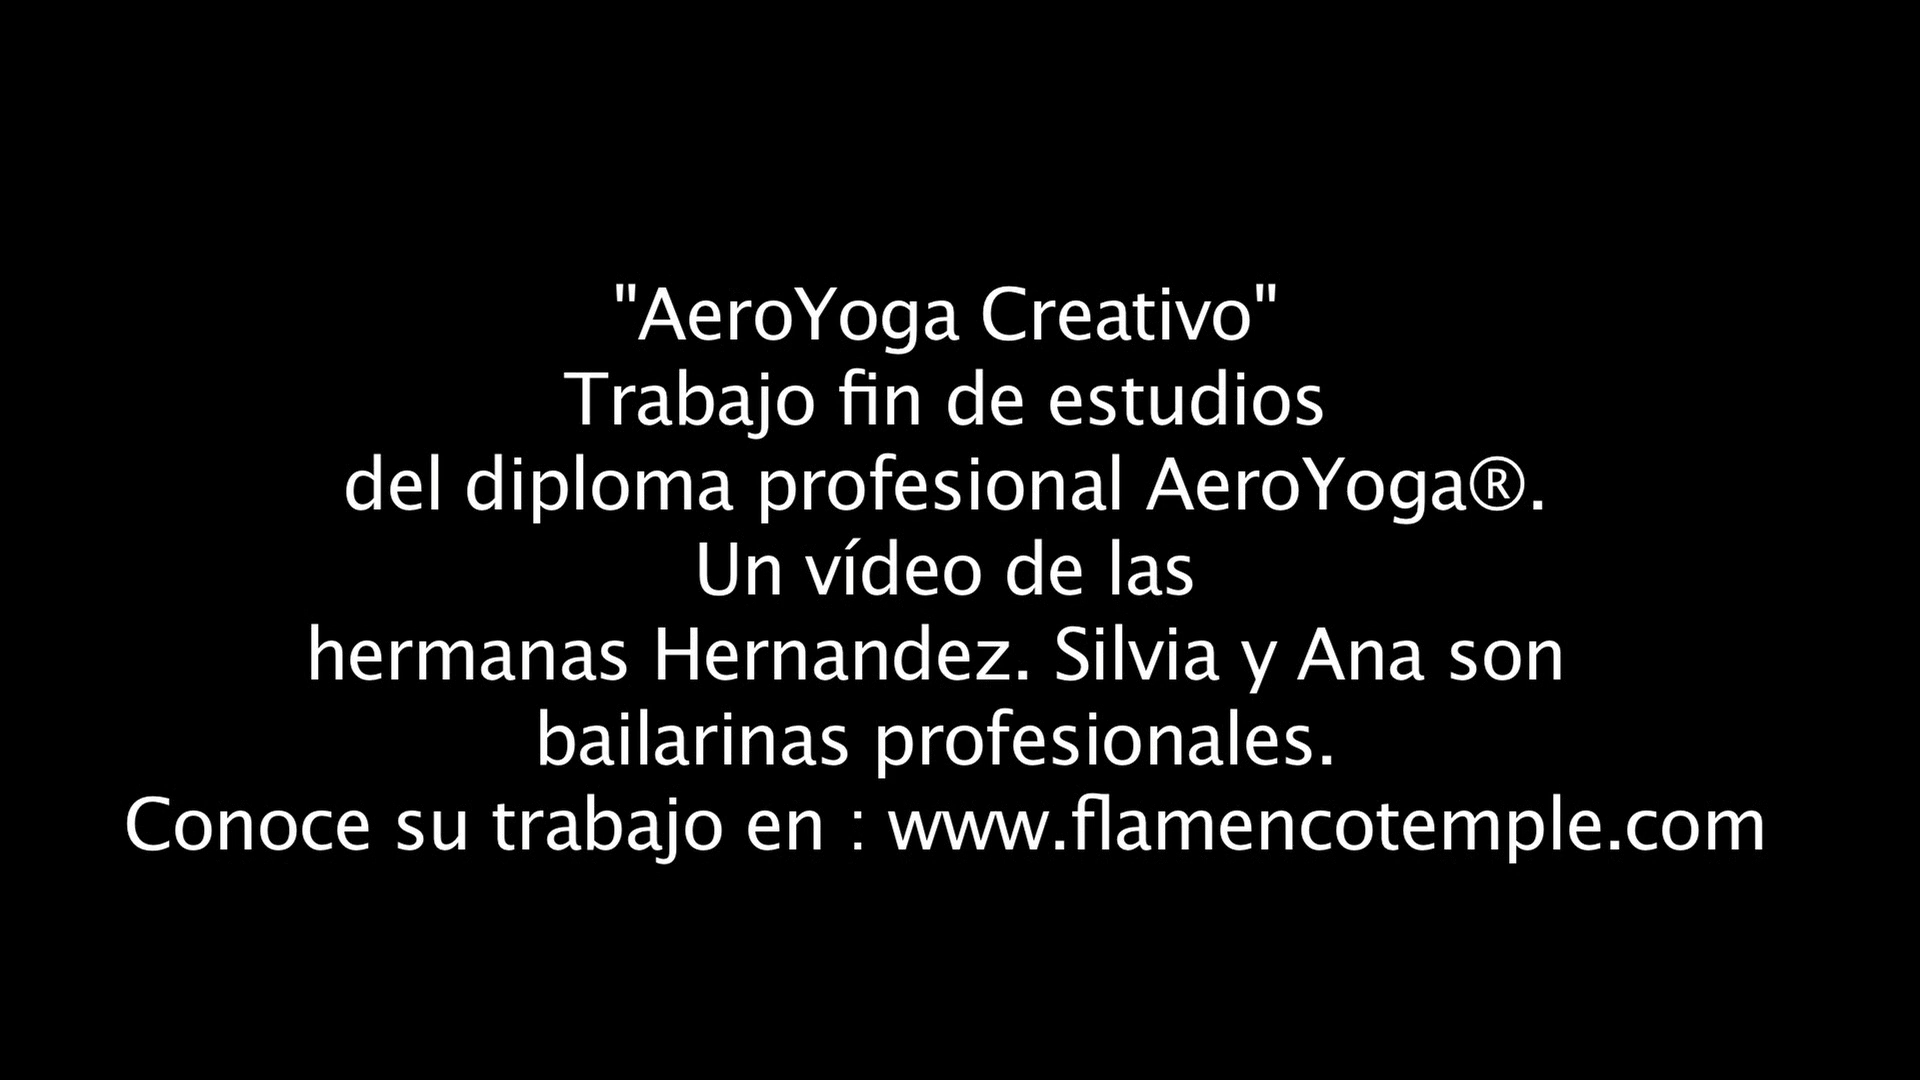 "AeroYoga Creativo"
Trabajo fin de estudios
del diploma profesional AeroYoga®.
Un vídeo de las
hermanas Hernandez. Silvia y Ana son
bailarinas profesionales.
Conoce su trabajo en : www.flamencotemple.com